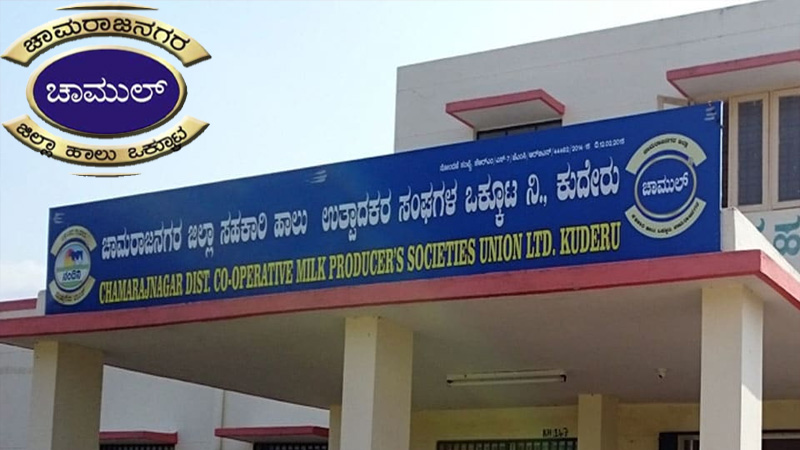 ಚಾಮರಾಜನಗರ
ಚಾಮುಲ್
ಜಿಲ್ಲಾ ಹಾಲು ಒಕ್ಕೂಟ
ಚಾಮರಾಜನಗರ ಜಿಲ್ಲಾ ಸಹಕಾರಿ ಹಾಲು ಉತ್ಪಾದಕರ ಸಂಘಗಳ ಒಕ್ಕೂಟ ನಿ., ಕುದೇರು
CHAMARAJNAGAR DIST. CO-OPERATIVE MILK PRODUCER'S SOCIETIES UNION LTD. KUDERU
ನಂದಿನಿ
ಚಾಮುಲ್